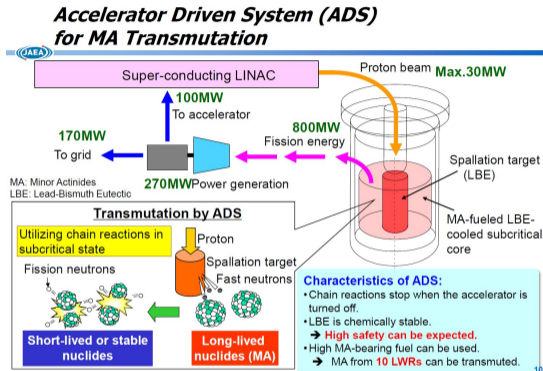 Accelerator Driven System (ADS)
for MA Transmutation
JAEA
Super-conducting LINAC
Proton beam Max.30MW
100MW
To accelerator
800MW
Fission energy
170MW
To grid
270MW Power generation
Spallation target
(LBE)
MA-fueled LBE-
cooled subcritical
core
MA: Minor Actinides
LBE: Lead-Bismuth Eutectic
Transmutation by ADS
Utilizing chain reactions in
subcritical state
Proton
Spallation target
Fast neutrons
Fission neutrons
Short-lived or stable
nuclides
Long-lived
nuclides (MA)
Characteristics of ADS:
•Chain reactions stop when the accelerator is
turned off.
•LBE is chemically stable.
➔ High safety can be expected.
•High MA-bearing fuel can be used.
➔ MA from 10 LWRs can be transmuted.
10